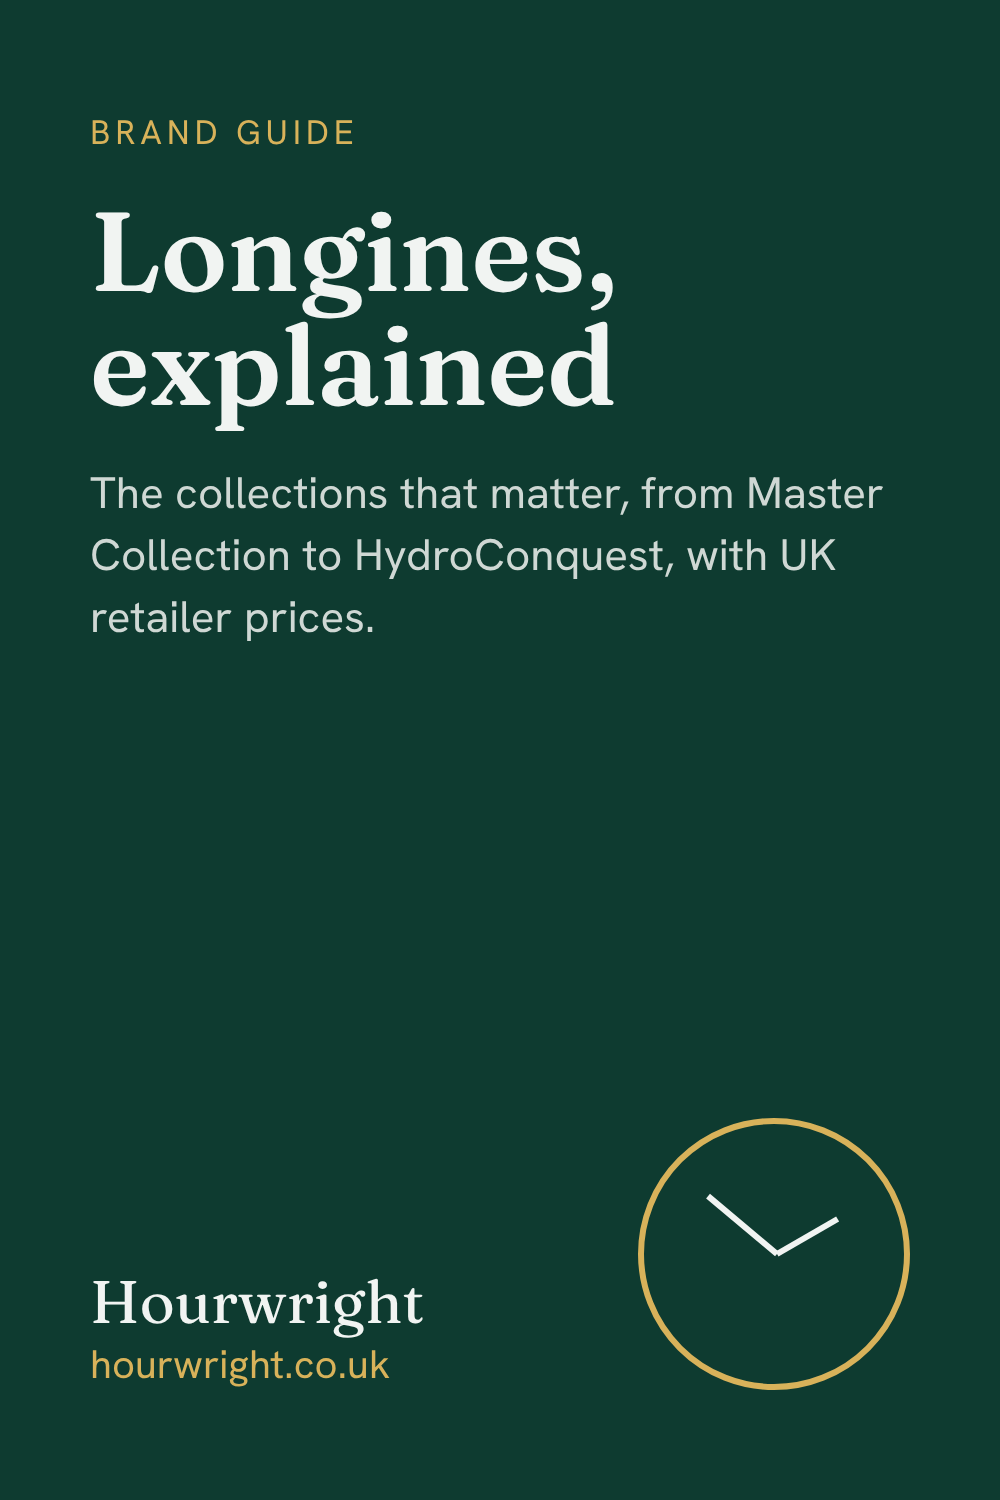 BRAND GUIDE
Longines,
explained
The collections that matter, from Master
Collection to HydroConquest, with UK
retailer prices.
Hourwright
hourwright.co.uk